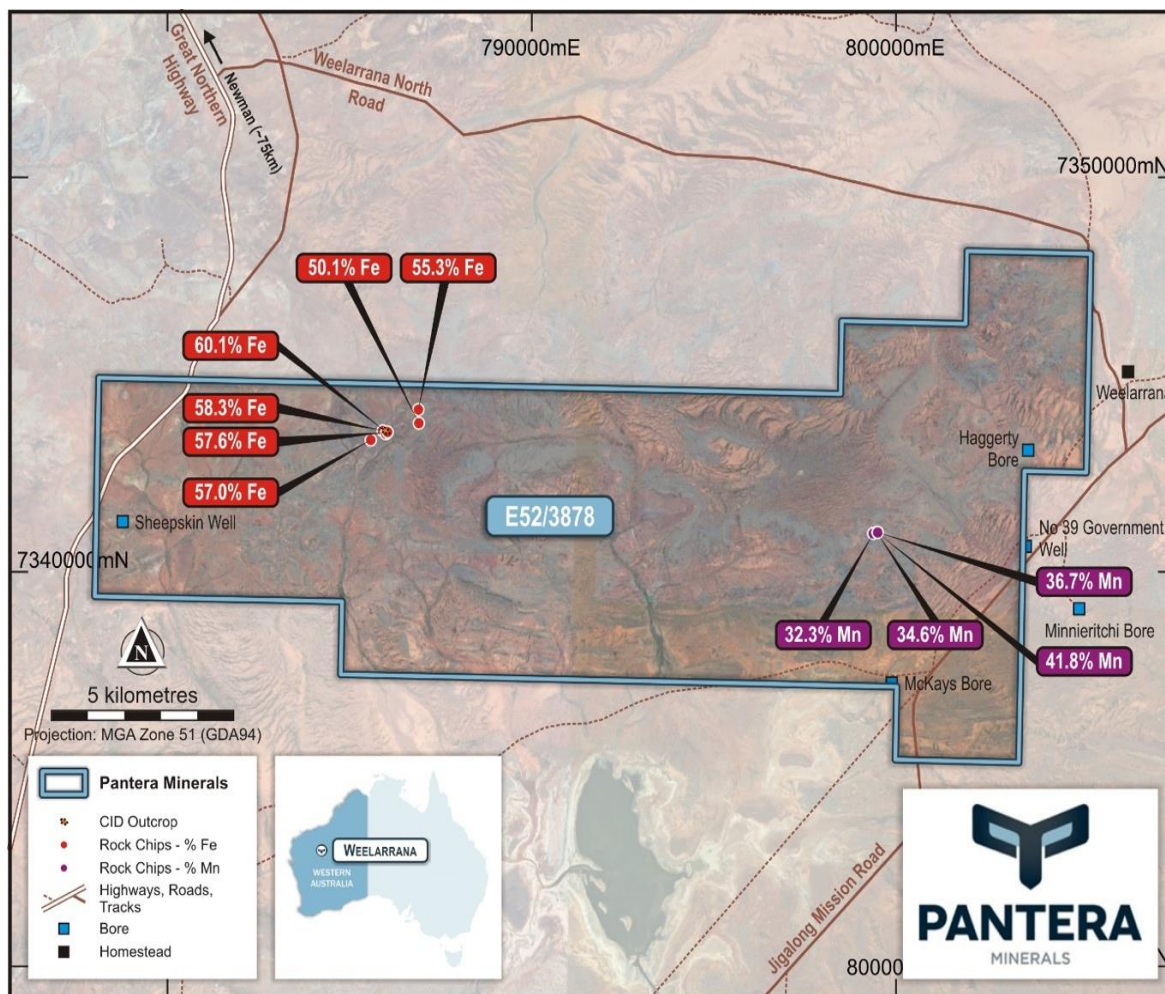 790000mE
800000mE
Great Northern
Highway
Newman (~75km)
Weelarrana North
Road
7350000mN
50.1% Fe
55.3% Fe
60.1% Fe
58.3% Fe
57.6% Fe
57.0% Fe
Weelarrana
Haggerty
Bore
E52/3878
Sheepskin Well
No 39 Government
Well
7340000mN
36.7% Mn
32.3% Mn
34.6% Mn
Minnieritchi Bore
41.8% Mn
McKays Bore
N
5 kilometres
Projection: MGA Zone 51 (GDA94)
Pantera Minerals
CID Outcrop
Rock Chips - % Fe
Rock Chips - % Mn
Highways, Roads,
Tracks
Bore
Homestead
WEELARRANA
WESTERN
AUSTRALIA
Jigalong Mission Road
PANTERA
MINERALS
80000